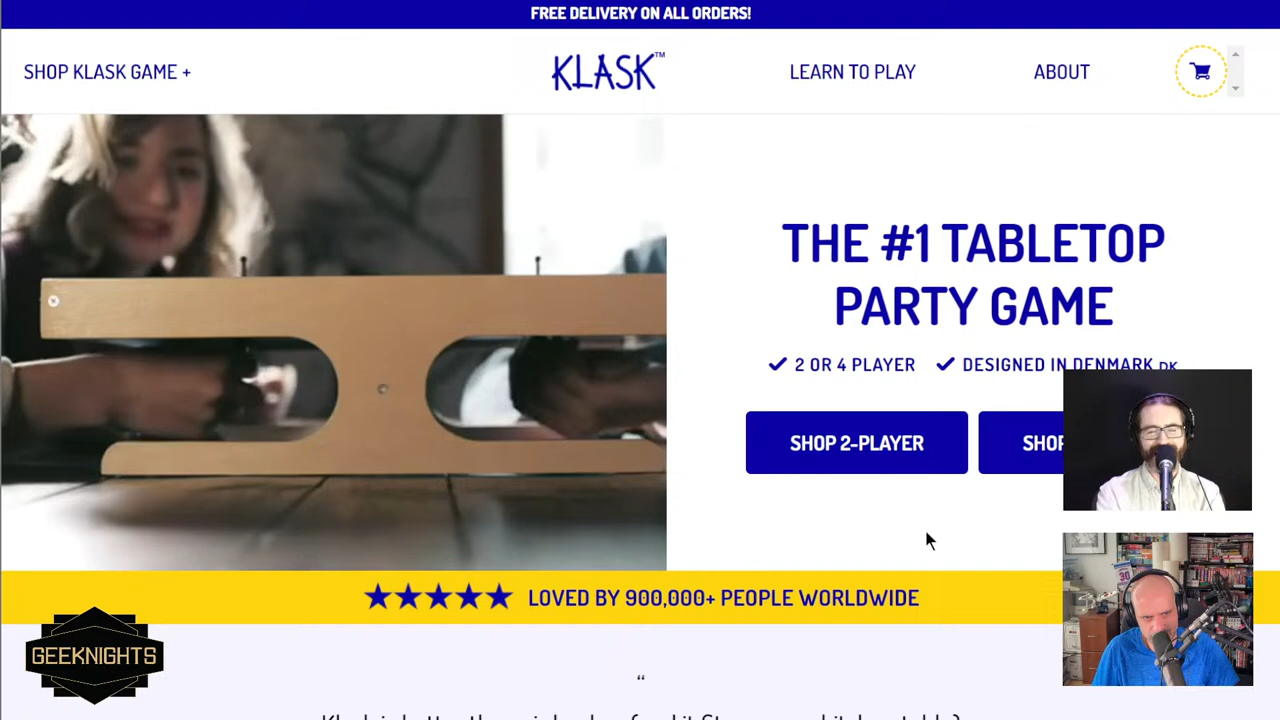 FREE DELIVERY ON ALL ORDERS!
SHOP KLASK GAME +
KLASK™
LEARN TO PLAY
ABOUT
THE #1 TABLETOP
PARTY GAME
2 OR 4 PLAYER
DESIGNED IN DENMARK DK
SHOP 2-PLAYER
SHOP
★★★★★ LOVED BY 900,000+ PEOPLE WORLDWIDE
GEEKNIGHTS
“